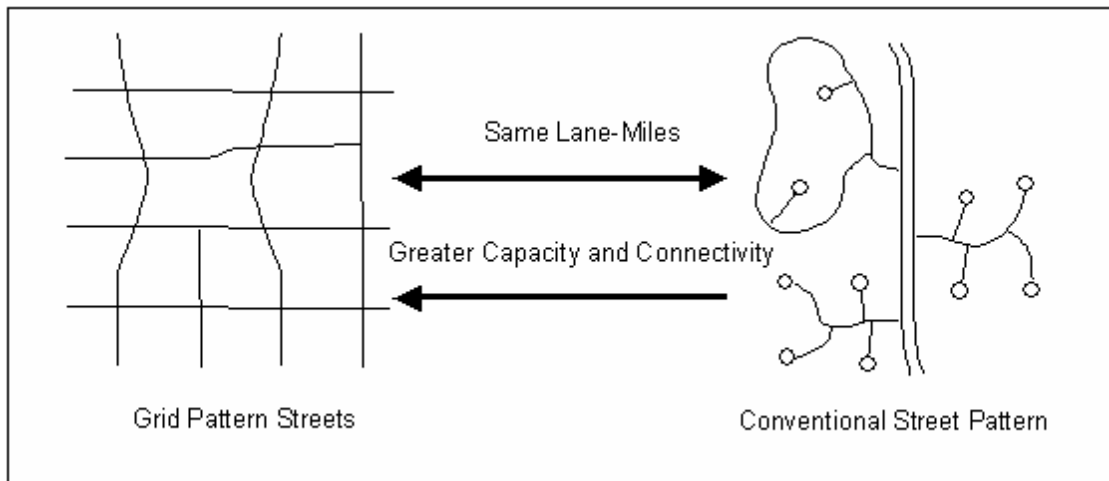 Same Lane-Miles
Greater Capacity and Connectivity
Grid Pattern Streets
Conventional Street Pattern